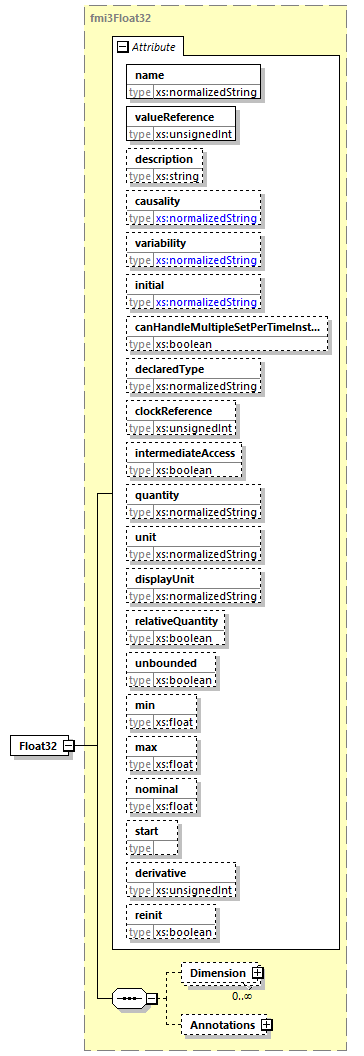 fmi3Float32
Attribute
name
type xs:normalizedString
valueReference
type xs:unsignedInt
description
type xs:string
causality
type xs:normalizedString
variability
type xs:normalizedString
initial
type xs:normalizedString
canHandleMultipleSetPerTimeInst...
type xs:boolean
declaredType
type xs:normalizedString
clockReference
type xs:unsignedInt
intermediateAccess
type xs:boolean
quantity
type xs:normalizedString
unit
type xs:normalizedString
displayUnit
type xs:normalizedString
relativeQuantity
type xs:boolean
unbounded
type xs:boolean
min
type xs:float
max
type xs:float
nominal
type xs:float
start
type
derivative
type xs:unsignedInt
reinit
type xs:boolean
Float32
Dimension
0..∞
Annotations